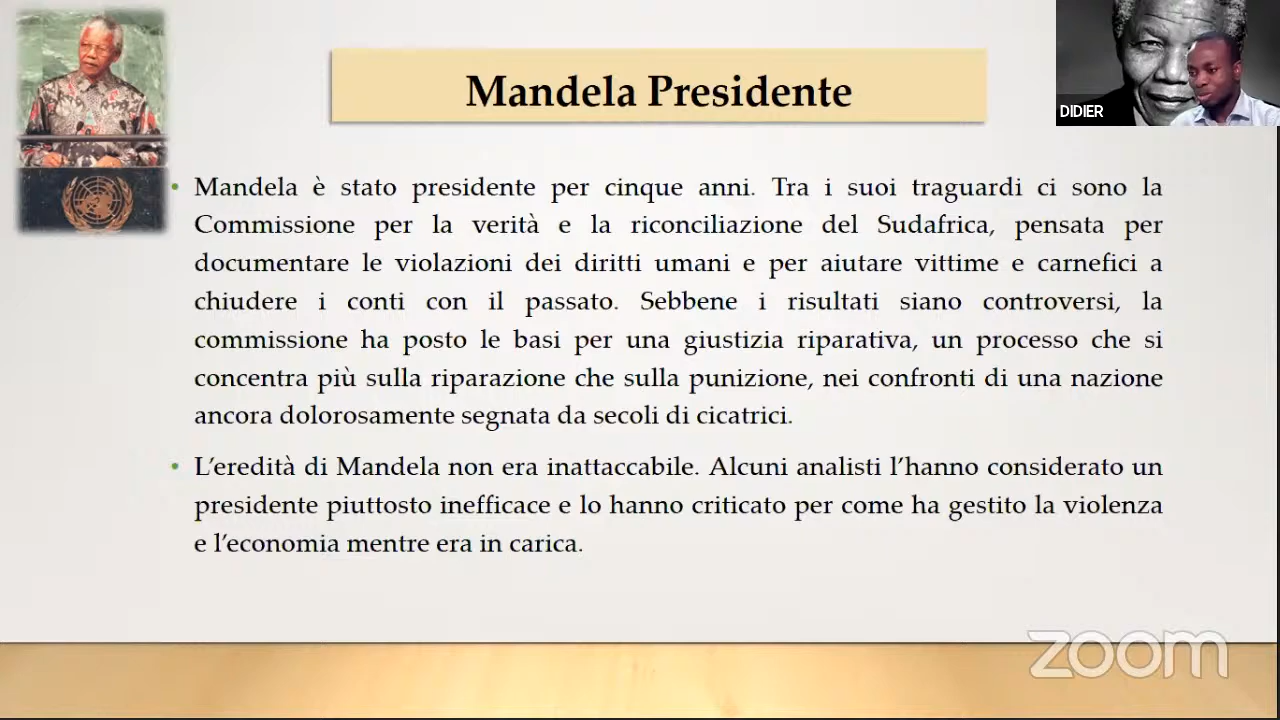 Mandela Presidente
DIDIER
• Mandela è stato presidente per cinque anni. Tra i suoi traguardi ci sono la
Commissione per la verità e la riconciliazione del Sudafrica, pensata per
documentare le violazioni dei diritti umani e per aiutare vittime e carnefici a
chiudere i conti con il passato. Sebbene i risultati siano controversi, la
commissione ha posto le basi per una giustizia riparativa, un processo che si
concentra più sulla riparazione che sulla punizione, nei confronti di una nazione
ancora dolorosamente segnata da secoli di cicatrici.
• L’eredità di Mandela non era inattaccabile. Alcuni analisti l’hanno considerato un
presidente piuttosto inefficace e lo hanno criticato per come ha gestito la violenza
e l’economia mentre era in carica.
zoom